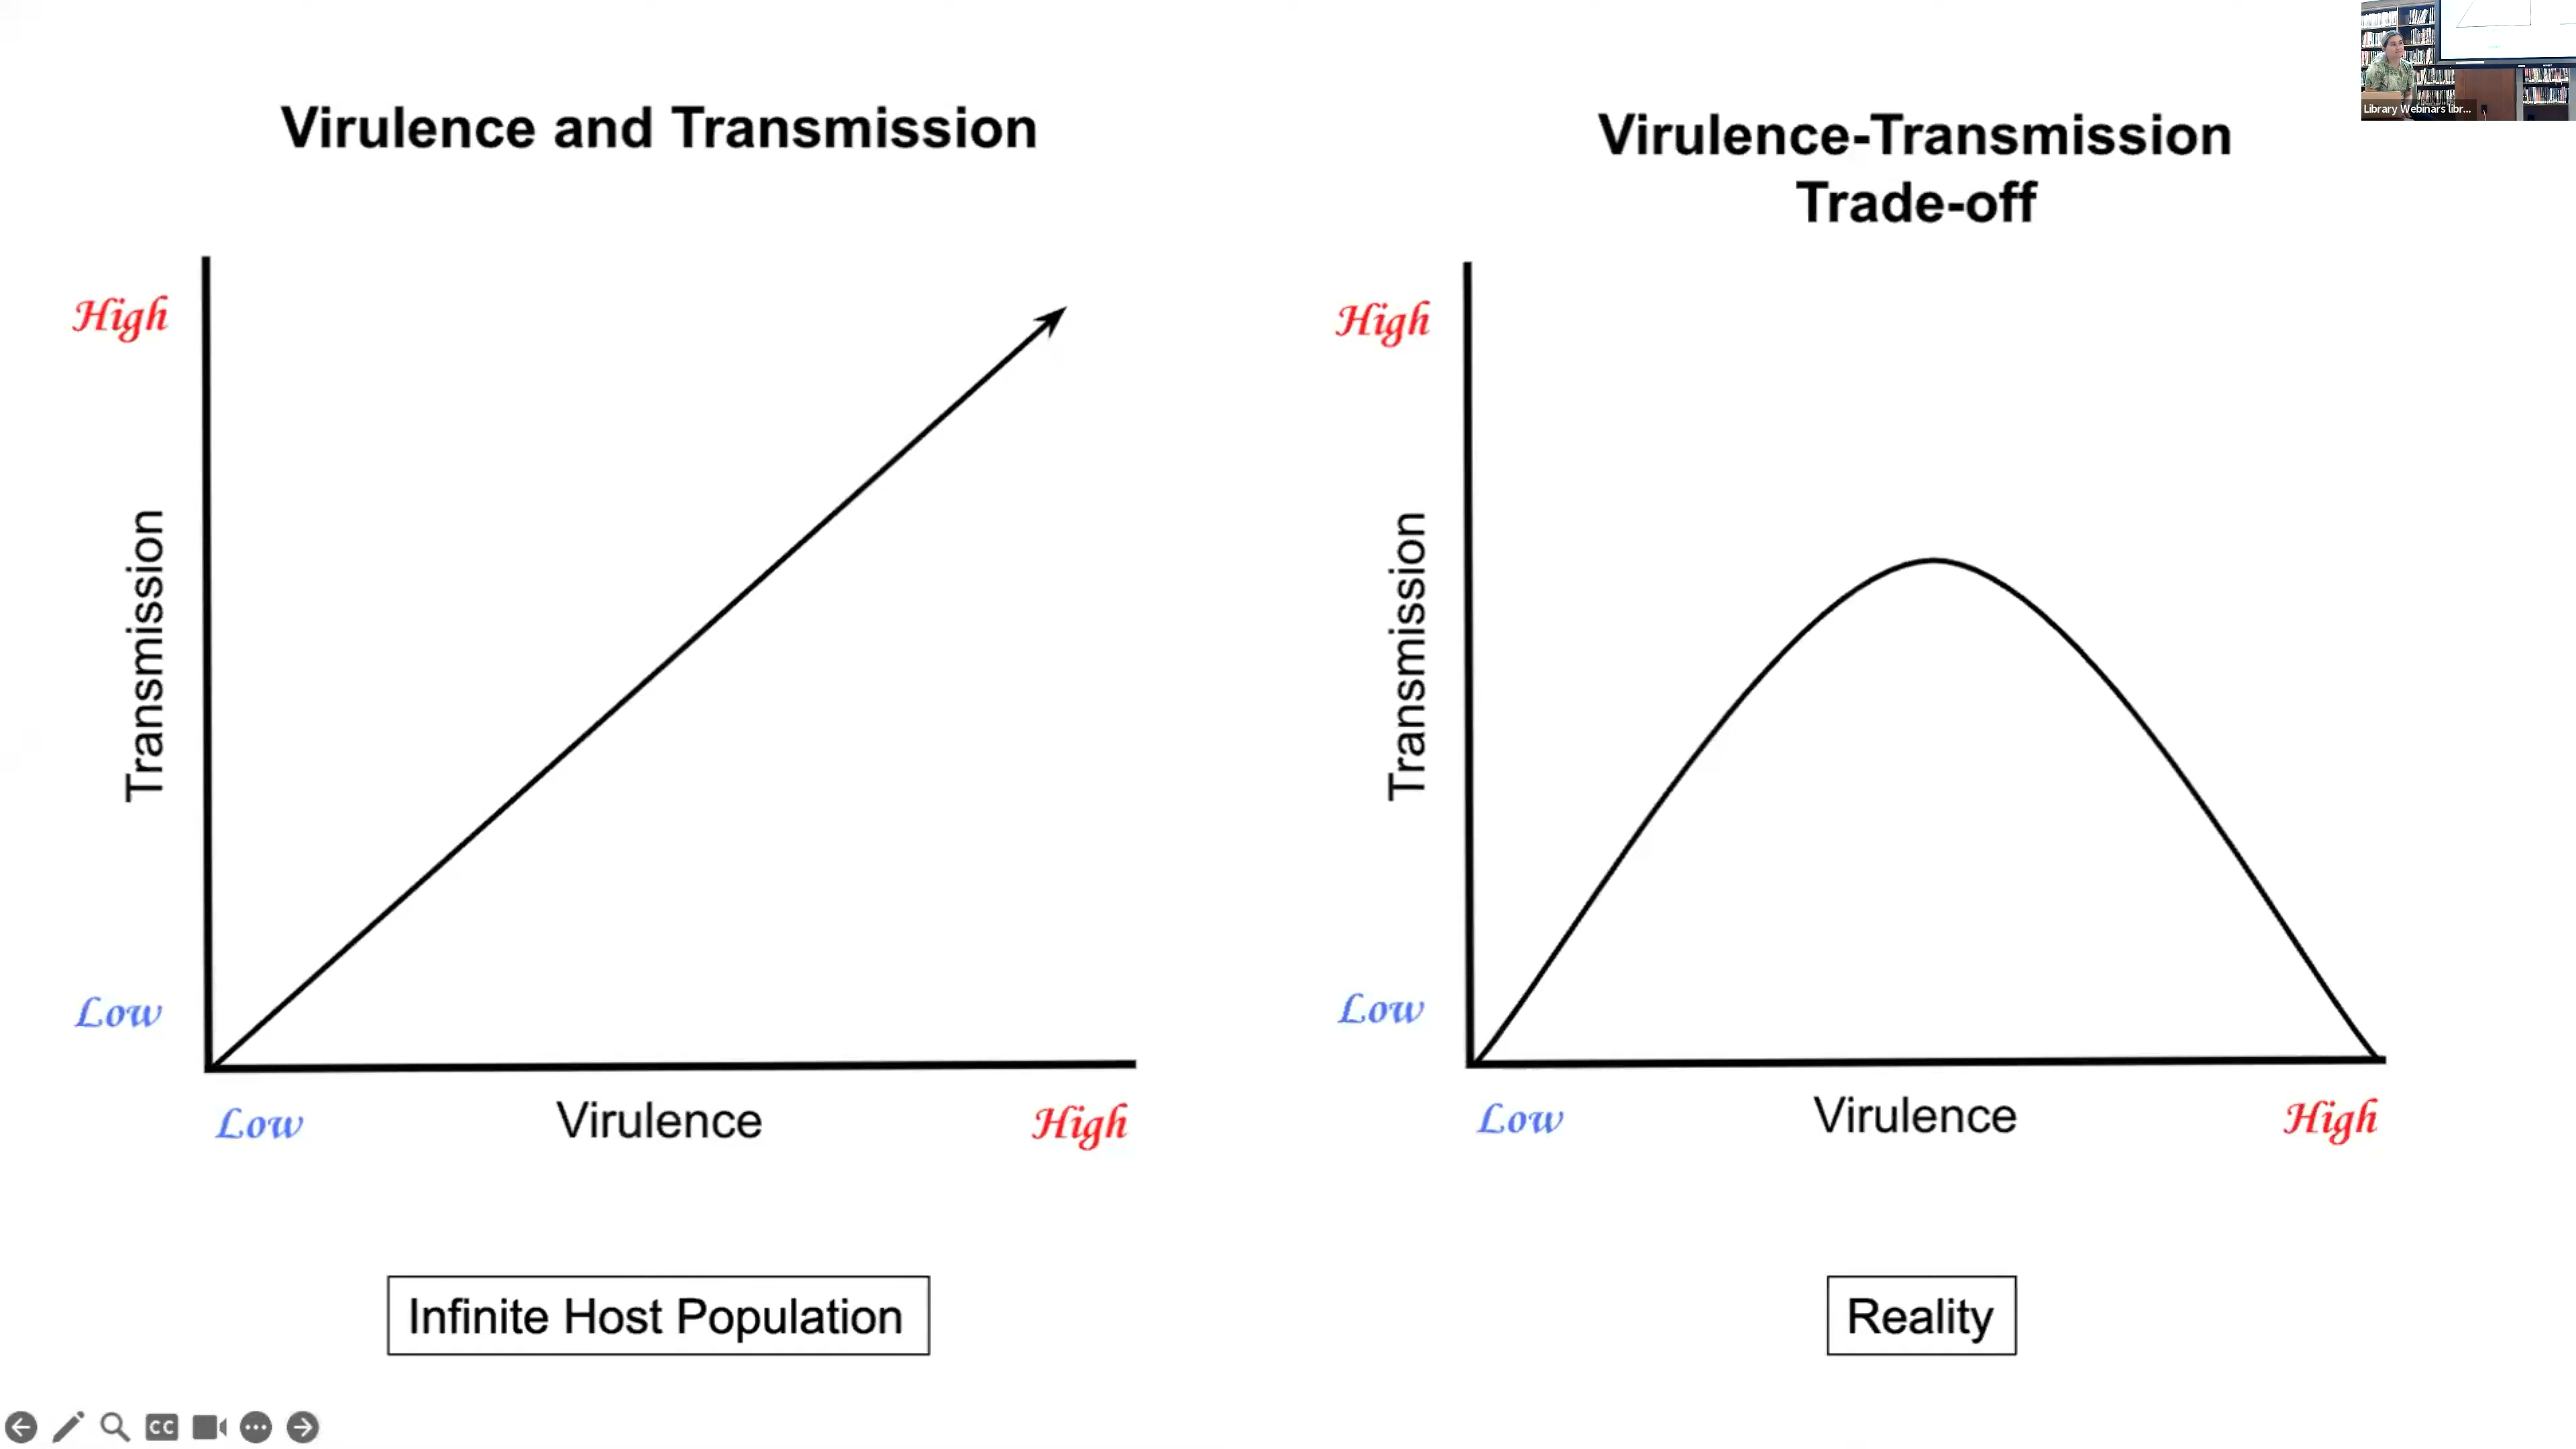 Virulence and Transmission
High
Transmission
Low
Low
Virulence
High
Infinite Host Population
Virulence-Transmission
Trade-off
High
Transmission
Low
Low
Virulence
High
Reality
Library Webinars libr...
CC